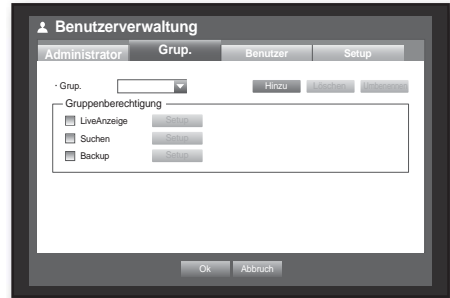 Benutzerverwaltung
Administrator Grup. Benutzer Setup
· Grup. Hinzu Löschen Umbenenn.
Gruppenberechtigung
LiveAnzeige Setup
Suchen Setup
Backup Setup
Ok Abbruch